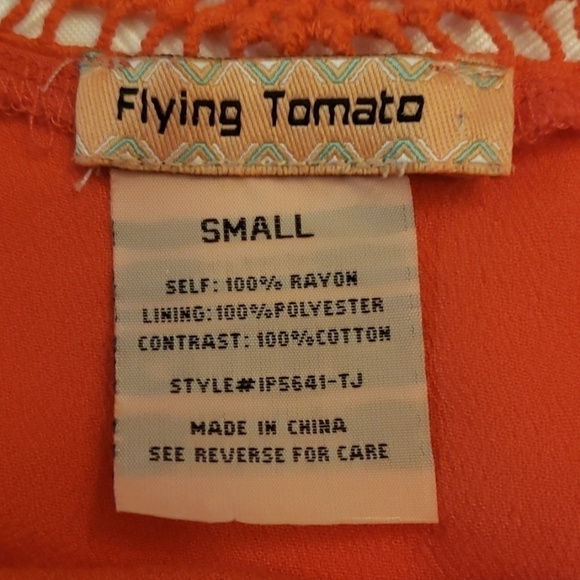 Flying Tomato
SMALL
SELF: 100% RAYON
LINING: 100%POLYESTER
CONTRAST: 100%COTTON
STYLE#IP5641-TJ
MADE IN CHINA
SEE REVERSE FOR CARE